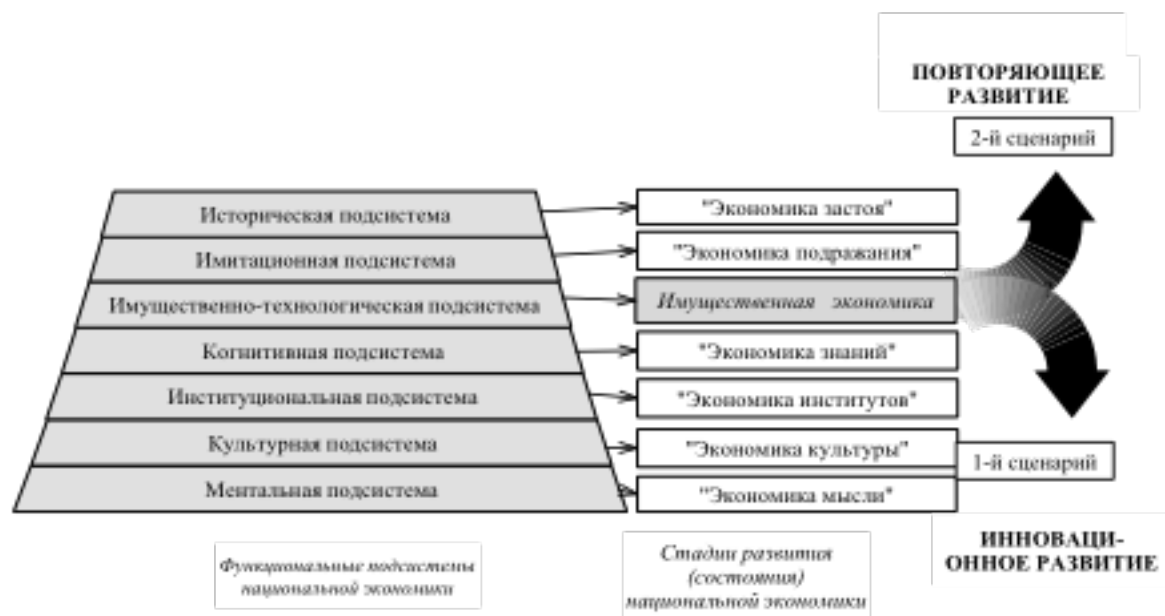 ПОВТОРЯЮЩЕЕ
РАЗВИТИЕ
2-й сценарий
Историческая подсистема
"Экономика застоя"
Имитационная подсистема
"Экономика подражания"
Имущественно-технологическая подсистема
Имущественная экономика
Когнитивная подсистема
"Экономика знаний"
Институциональная подсистема
"Экономика институтов"
Культурная подсистема
"Экономика культуры"
1-й сценарий
Ментальная подсистема
"Экономика мысли"
Функциональные подсистемы
национальной экономики
Стадии развития
(состояния)
национальной экономики
ИННОВАЦИ-
ОННОЕ РАЗВИТИЕ